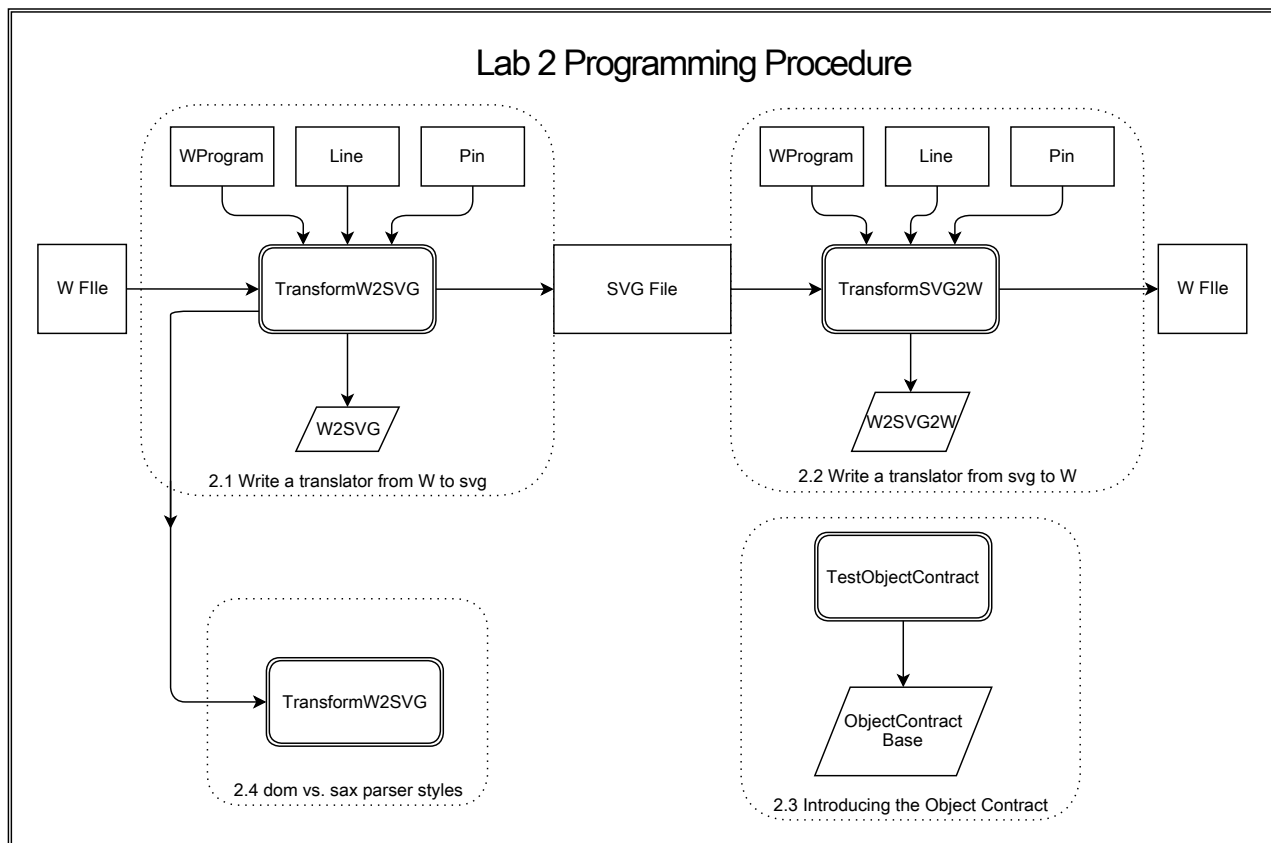 Lab 2 Programming Procedure
WProgram
Line
Pin
WProgram
Line
Pin
W FIle
TransformW2SVG
SVG File
TransformSVG2W
W FIle
W2SVG
W2SVG2W
2.1 Write a translator from W to svg
2.2 Write a translator from svg to W
TestObjectContract
TransformW2SVG
ObjectContract
Base
2.4 dom vs. sax parser styles
2.3 Introducing the Object Contract